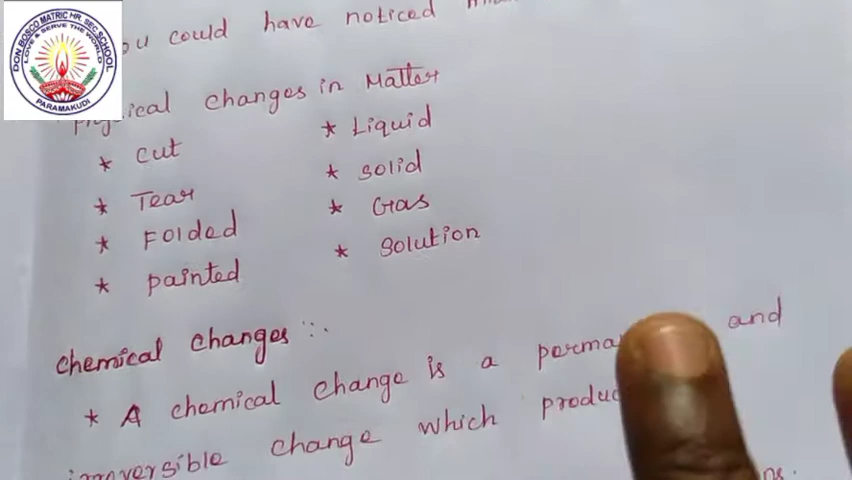 DON BOSCO MATRIC HR. SEC. SCHOOL
LOVE & SERVE THE WORLD
PARAMAKUDI
could have noticed
changes in Matter
* cut
* Tear
* Folded
* painted
* Liquid
* solid
* Gas
* solution
chemical changes :
* A chemical change is a and
change which